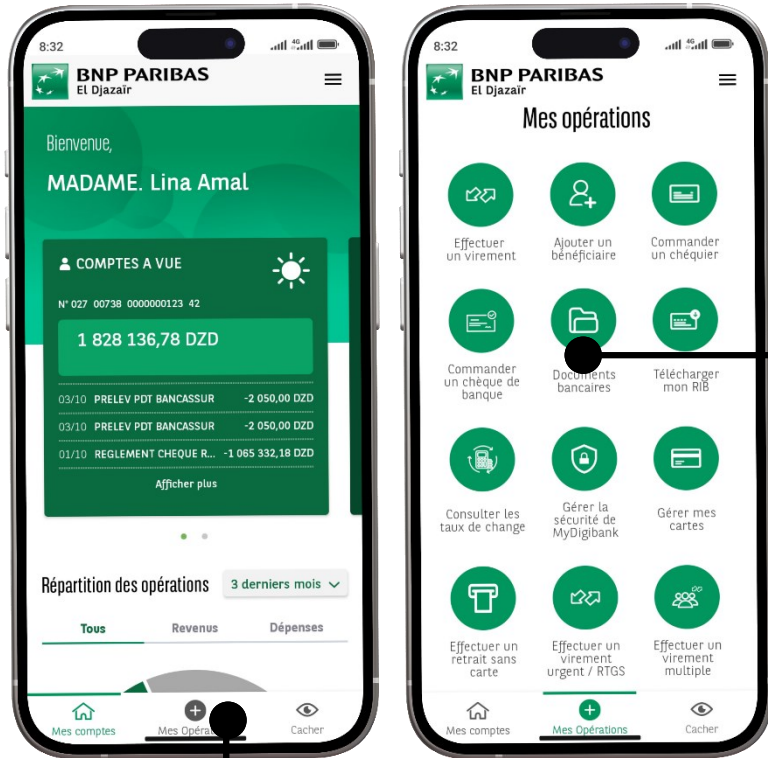 8:32
4G
BNP PARIBAS
El Djazaïr
Bienvenue,
MADAME. Lina Amal
COMPTES A VUE
N° 027 00738 0000000123 42
1 828 136,78 DZD
03/10 PRELEV PDT BANCASSUR -2 050,00 DZD
03/10 PRELEV PDT BANCASSUR -2 050,00 DZD
01/10 REGLEMENT CHEQUE R... -1 065 332,18 DZD
Afficher plus
Répartition des opérations 3 derniers mois
Tous Revenus Dépenses
Mes comptes Mes Cacher
8:32
4G
BNP PARIBAS
El Djazaïr
Mes opérations
Effectuer
un virement
Ajouter un
bénéficiaire
Commander
un chéquier
Commander
un chèque de
banque
Documents
bancaires
Télécharger
mon RIB
Consulter les
taux de change
Gérer la
sécurité de
MyDigibank
Gérer mes
cartes
Effectuer un
retrait sans
carte
Effectuer un
virement
urgent / RTGS
Effectuer un
virement
multiple
Mes comptes Mes Opérations Cacher